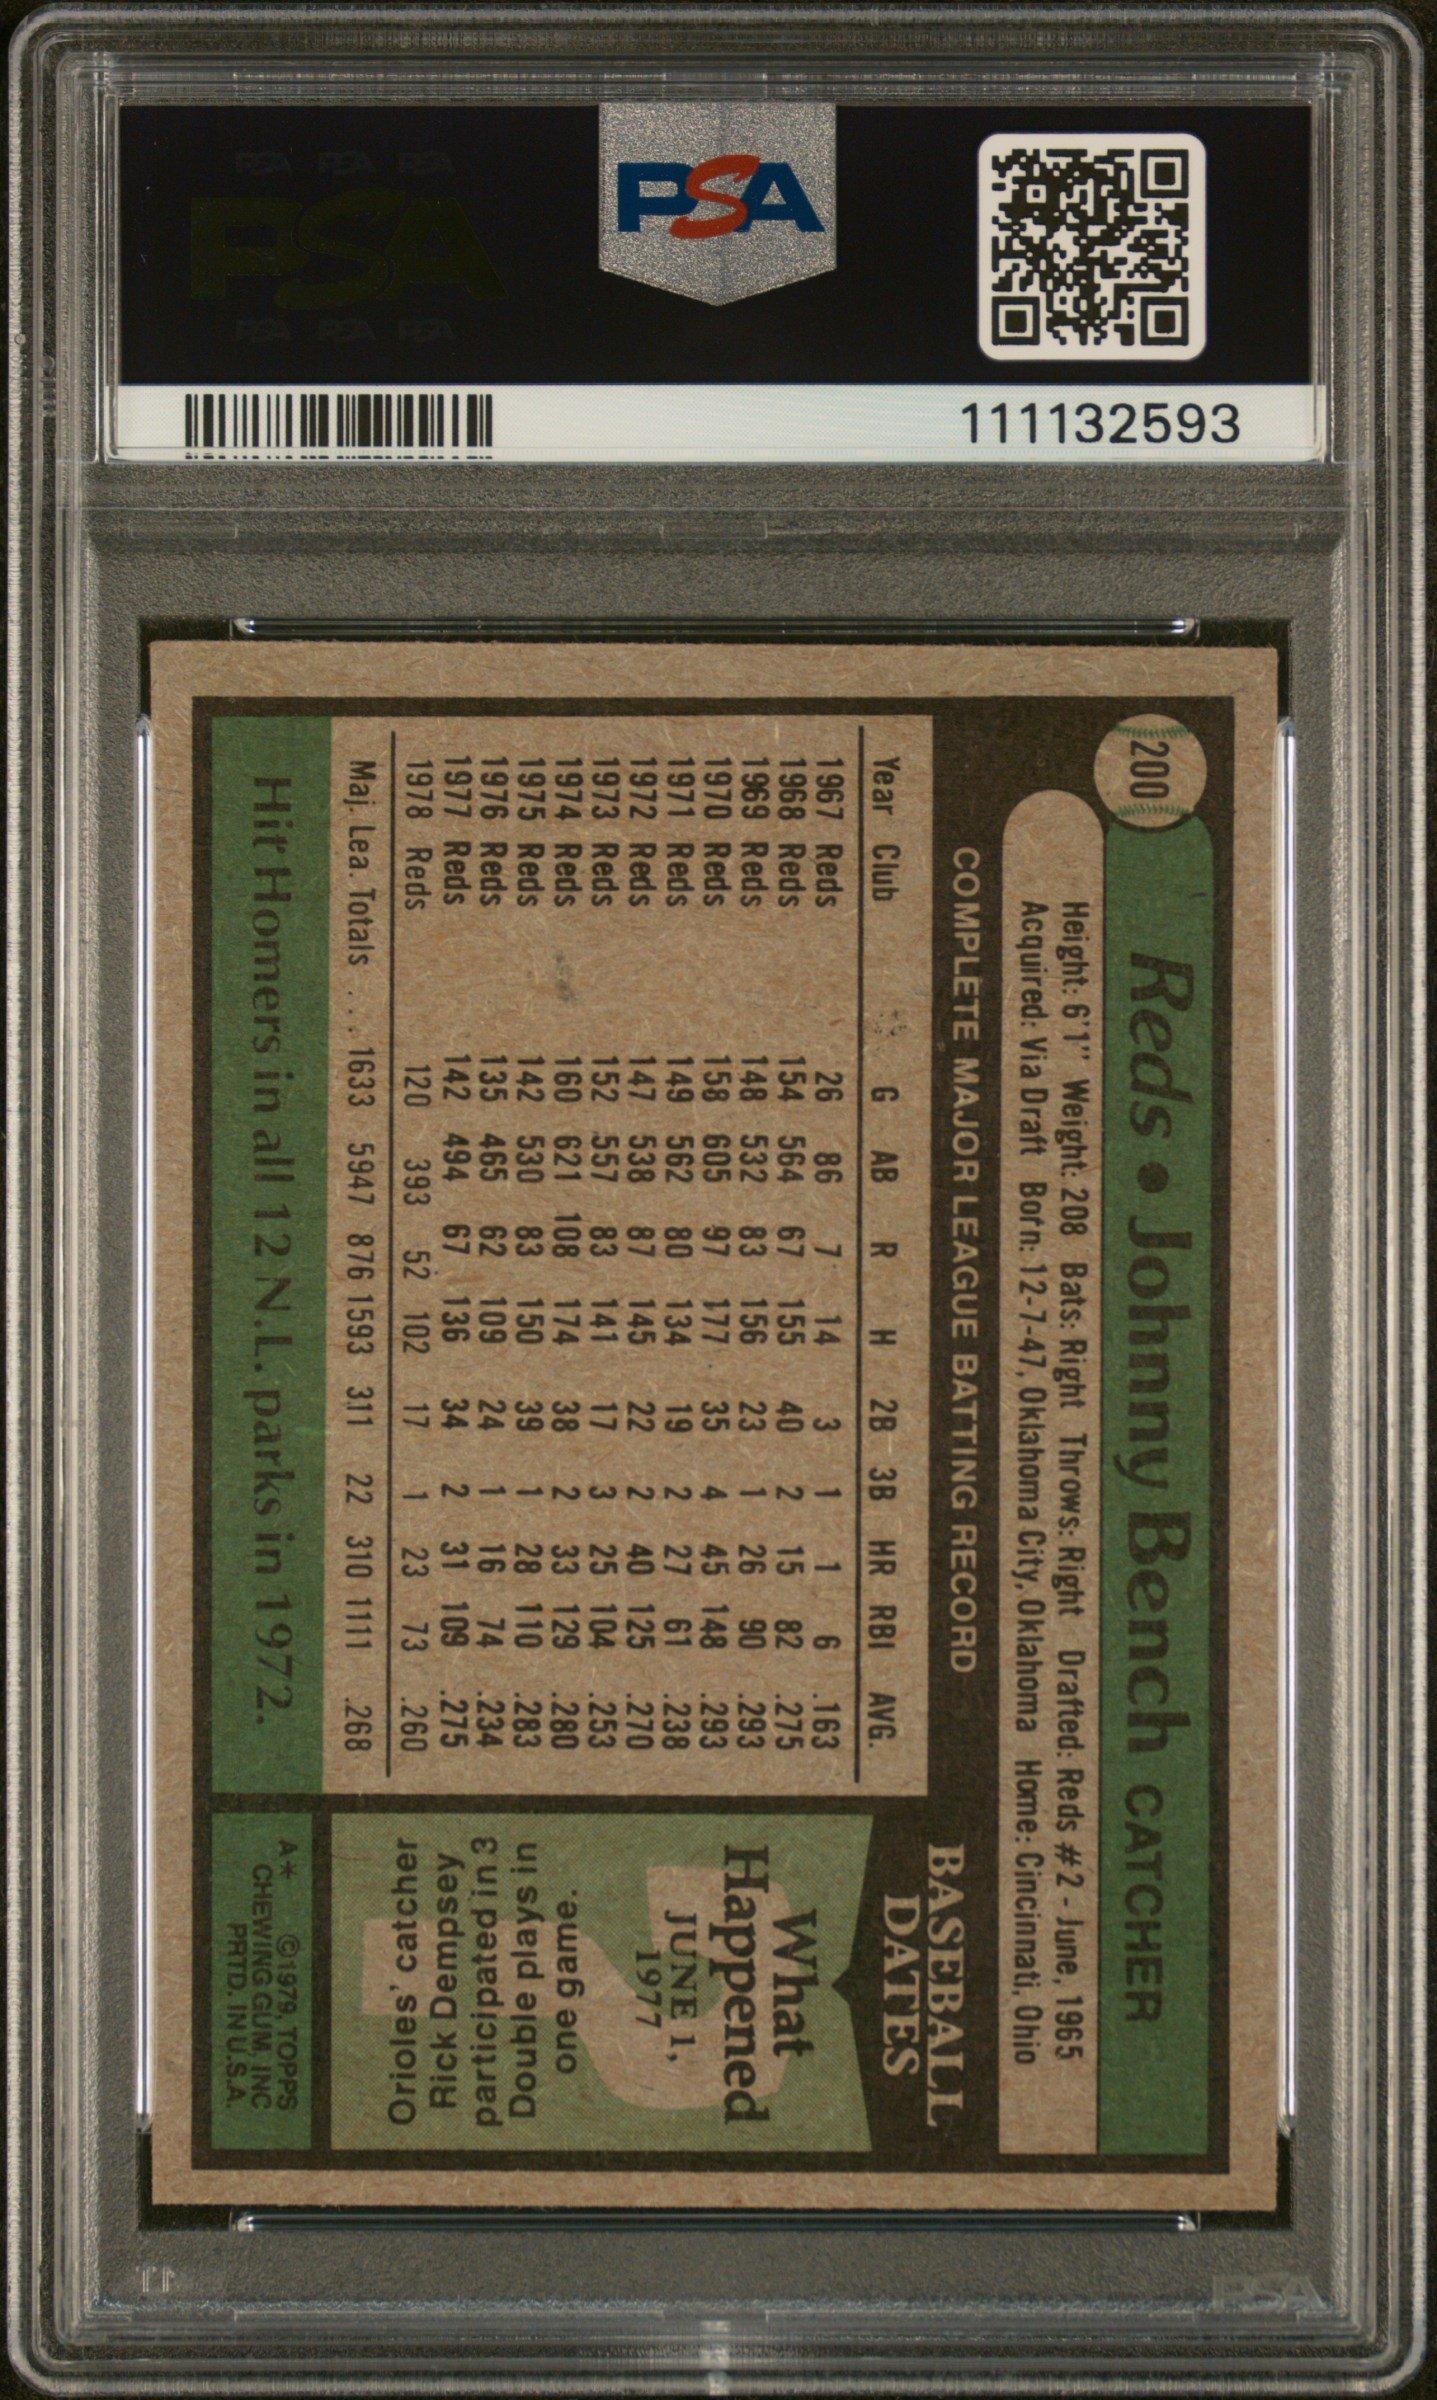 PSA PSA PSA
PSA
PSA PSA PSA
PSA
111132593
200
Reds • Johnny Bench CATCHER
Height: 6'1" Weight: 208 Bats: Right Throws: Right Drafted: Reds #2 - June, 1965
Acquired: Via Draft Born: 12-7-47, Oklahoma City, Oklahoma Home: Cincinnati, Ohio
COMPLETE MAJOR LEAGUE BATTING RECORD
Year Club G AB R H 2B 3B HR RBI AVG.
1967 Reds 26 86 7 14 3 1 1 6 .163
1968 Reds 154 564 67 155 40 2 15 82 .275
1969 Reds 148 532 83 156 23 1 26 90 .293
1970 Reds 158 605 97 177 35 4 45 148 .293
1971 Reds 149 562 80 134 19 2 27 61 .238
1972 Reds 147 538 87 145 22 2 40 125 .270
1973 Reds 152 557 83 141 17 3 25 104 .253
1974 Reds 160 621 108 174 38 2 33 129 .280
1975 Reds 142 530 83 150 39 1 28 110 .283
1976 Reds 135 465 62 109 24 1 16 74 .234
1977 Reds 142 494 67 136 34 2 31 109 .275
1978 Reds 120 393 52 102 17 1 23 73 .260
Maj. Lea. Totals . . . 1633 5947 876 1593 311 22 310 1111 .268
Hit Homers in all 12 N.L. parks in 1972.
BASEBALL
DATES
What
Happened
JUNE 1,
1977
Orioles' catcher
Rick Dempsey
participated in 3
Double plays in
one game.
A* ©1979, TOPPS
CHEWING GUM, INC
PRTD. IN U.S.A.
PSA